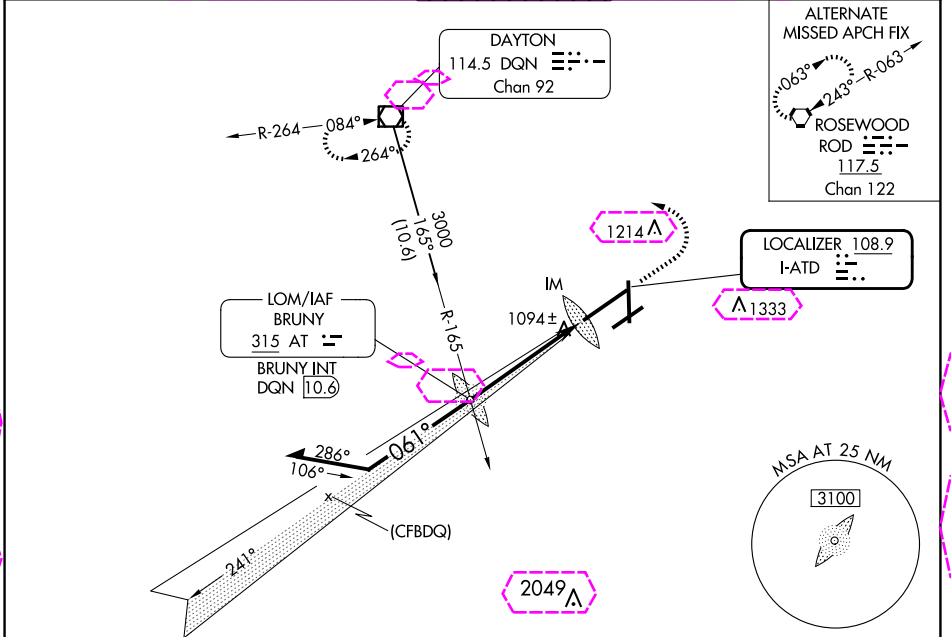 DAYTON
114.5 DQN
Chan 92
ALTERNATE
MISSED APCH FIX
063°
R-063
243°
ROSEWOOD
ROD
117.5
Chan 122
R-264
084°
264°
3000
165°
(10.6)
R-165
1214
LOCALIZER 108.9
I-ATD
IM
1333
1094±
LOM/IAF
BRUNY
315 AT
BRUNY INT
DQN 10.6
061°
286°
106°
(CFBDQ)
241°
2049
MSA AT 25 NM
3100